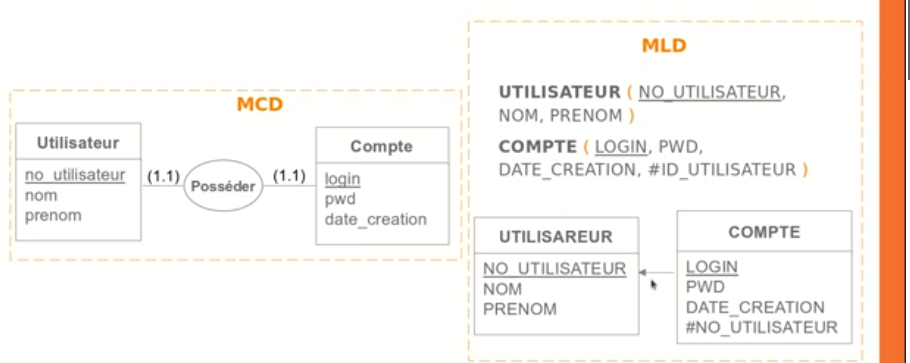 MCD
Utilisateur
no_utilisateur
nom
prenom
(1.1)
Posséder
(1.1)
Compte
login
pwd
date_creation
MLD
UTILISATEUR ( NO_UTILISATEUR,
NOM, PRENOM )
COMPTE ( LOGIN, PWD,
DATE_CREATION, #ID_UTILISATEUR )
UTILISAREUR
NO_UTILISATEUR
NOM
PRENOM
COMPTE
LOGIN
PWD
DATE_CREATION
#NO_UTILISATEUR